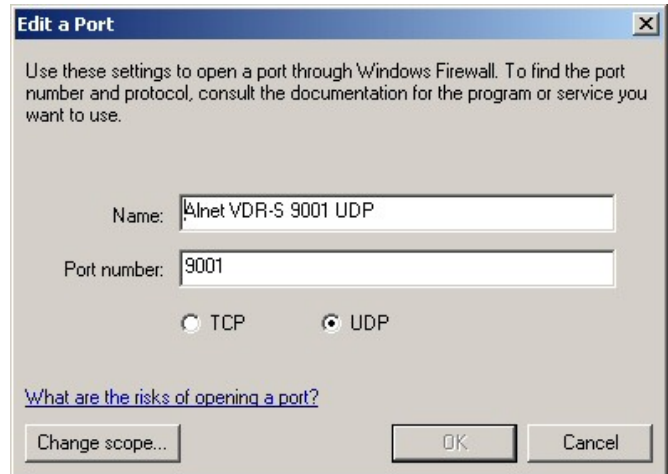 Edit a Port
Use these settings to open a port through Windows Firewall. To find the port
number and protocol, consult the documentation for the program or service you
want to use.
Name: Alnet VDR-S 9001 UDP
Port number: 9001
TCP UDP
What are the risks of opening a port?
Change scope... OK Cancel